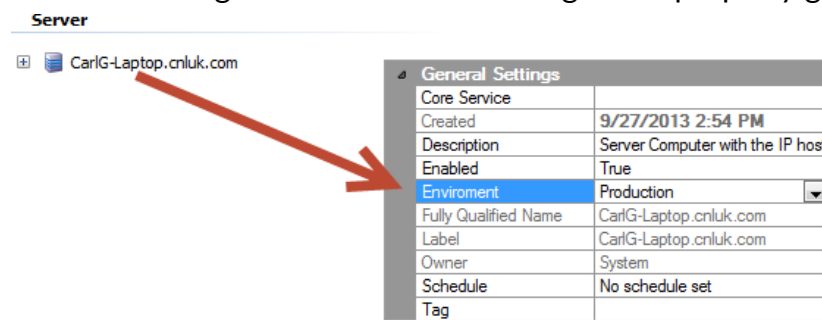 Server
CarlG-Laptop.cnluk.com
General Settings
Core Service
Created 9/27/2013 2:54 PM
Description Server Computer with the IP hos
Enabled True
Enviroment Production
Fully Qualified Name CarlG-Laptop.cnluk.com
Label CarlG-Laptop.cnluk.com
Owner System
Schedule No schedule set
Tag